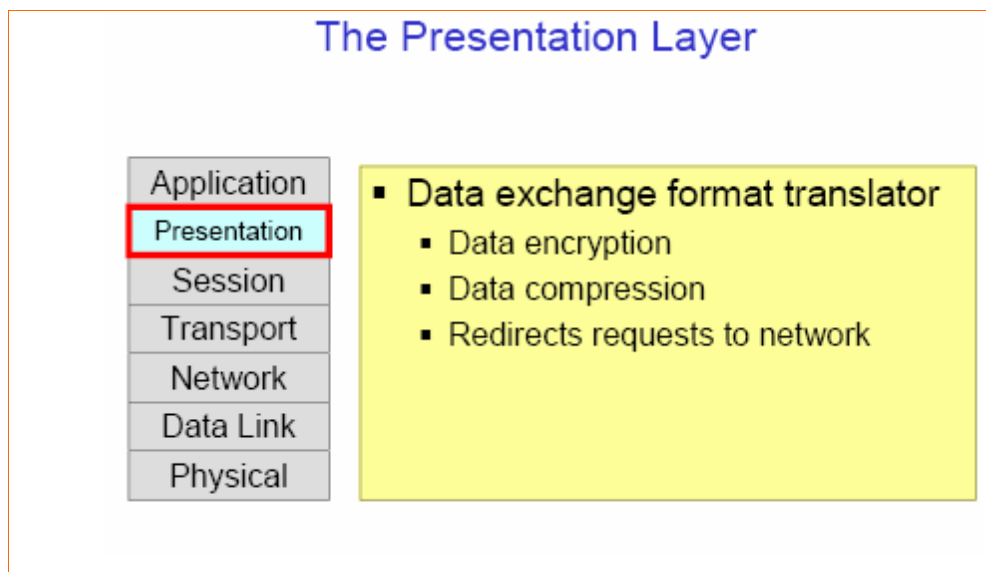 The Presentation Layer
Application
Presentation
Session
Transport
Network
Data Link
Physical
▪ Data exchange format translator
▪ Data encryption
▪ Data compression
▪ Redirects requests to network